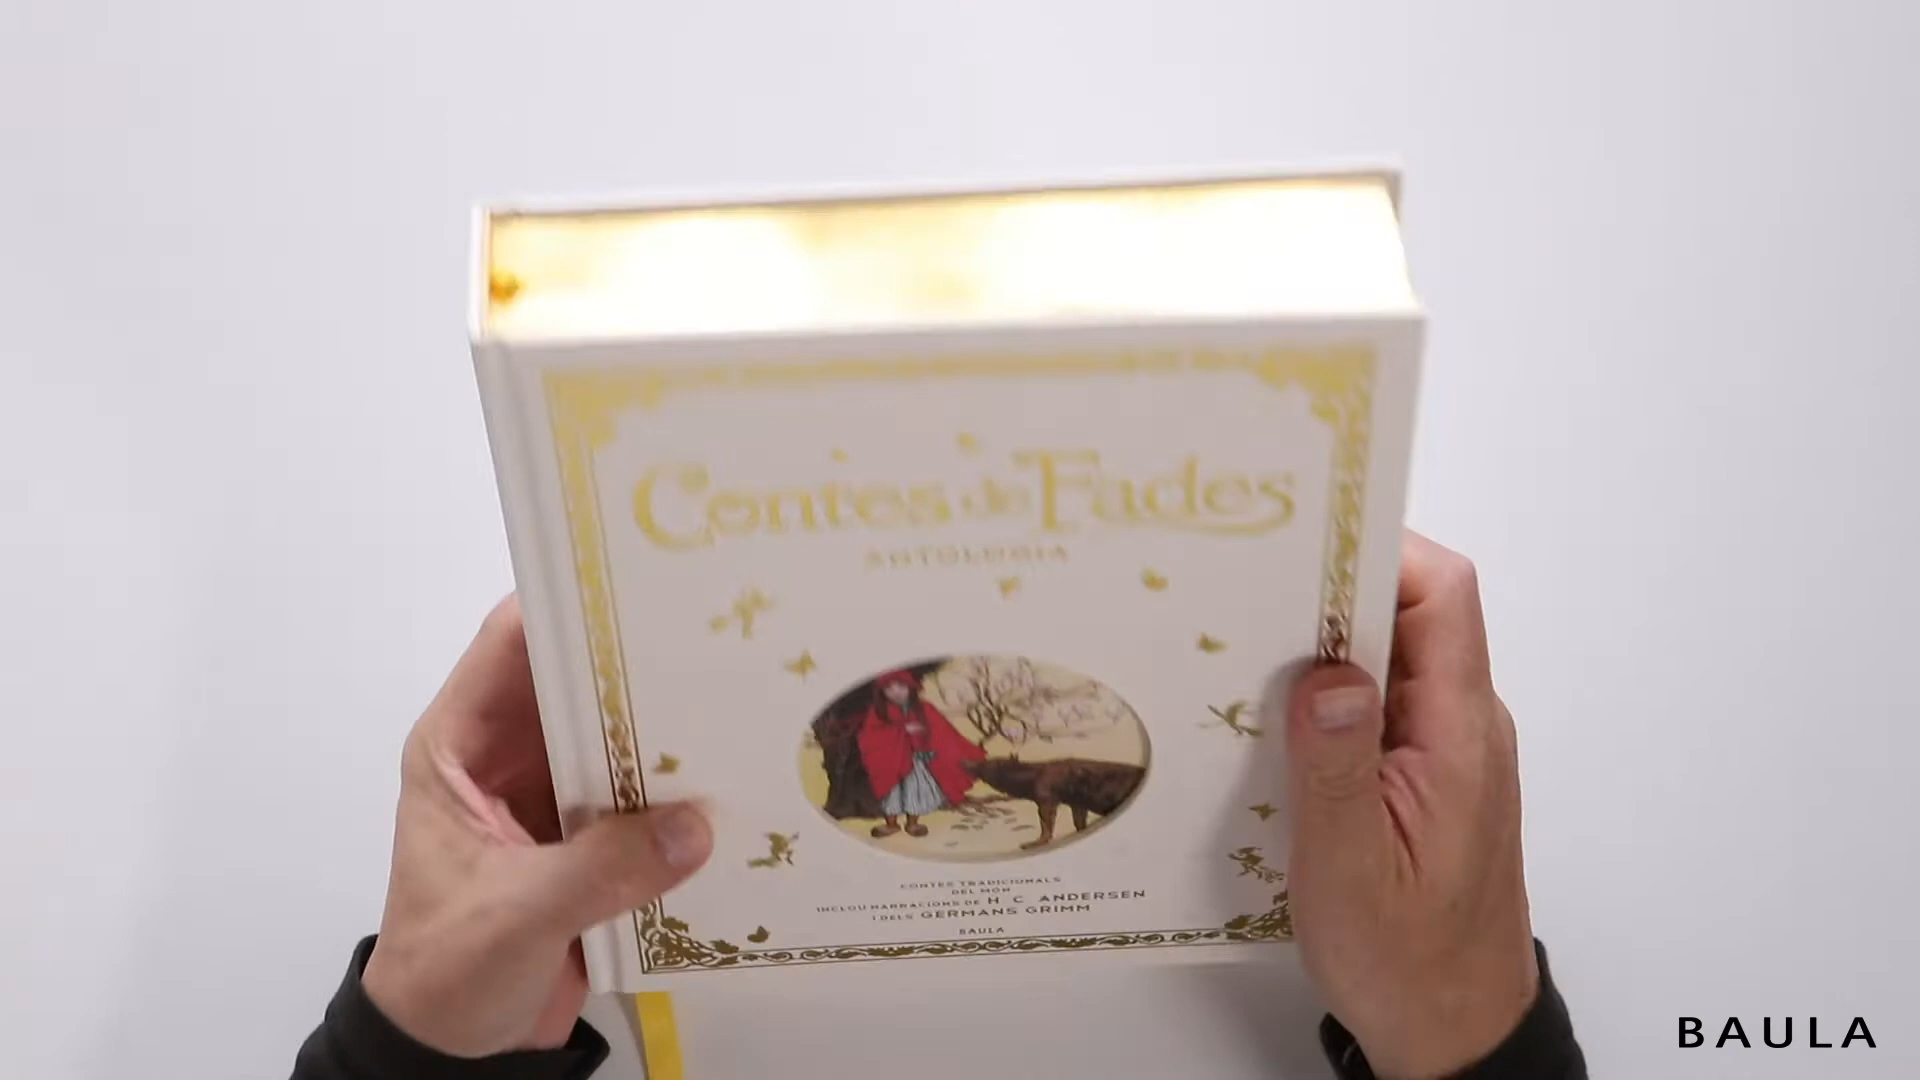 Contes de Fades
ANTOLOGIA
CONTES TRADICIONALS
DEL MÓN
INCLOU NARRACIONS DE H. C. ANDERSEN
I DELS GERMANS GRIMM
BAULA
BAULA